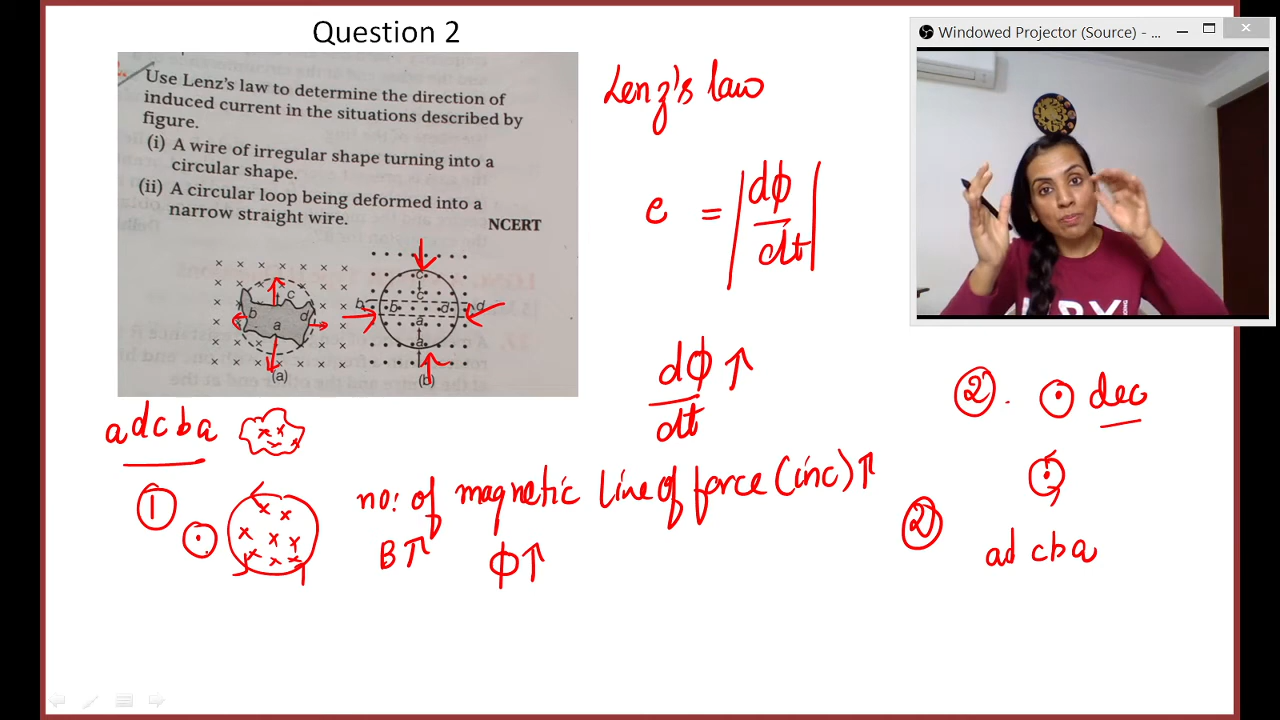 Question 2
Windowed Projector (Source) - ...
Use Lenz's law to determine the direction of
induced current in the situations described by
figure.
(i) A wire of irregular shape turning into a
circular shape.
(ii) A circular loop being deformed into a
narrow straight wire.
NCERT
c
b
d
a
(a)
c
c
b
b
d
d
a
a
(b)
Lenz's law
e = |dϕ/dt|
dϕ/dt ↑
adcba
① no: of magnetic line of force (inc) ↑
B↑ ϕ↑
②. ⊙ dec
②
adcba